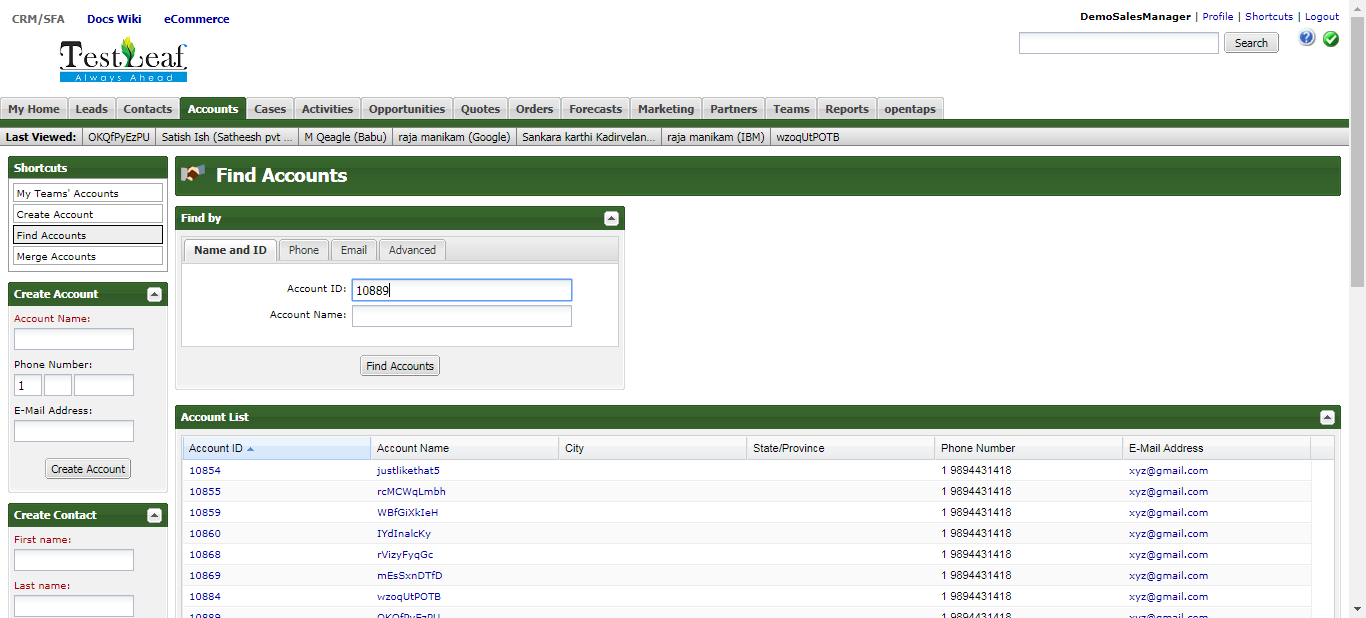 CRM/SFA Docs Wiki eCommerce
DemoSalesManager | Profile | Shortcuts | Logout
TestLeaf
Always Ahead
Search
My Home Leads Contacts Accounts Cases Activities Opportunities Quotes Orders Forecasts Marketing Partners Teams Reports opentaps
Last Viewed: OKQfPyEzPU Satish Ish (Satheesh pvt ... M Qeagle (Babu) raja manikam (Google) Sankara karthi Kadirvelan... raja manikam (IBM) wzoqUtPOTB
Shortcuts
My Teams' Accounts
Create Account
Find Accounts
Merge Accounts
Create Account
Account Name:
Phone Number:
1
E-Mail Address:
Create Account
Create Contact
First name:
Last name:
Find Accounts
Find by
Name and ID Phone Email Advanced
Account ID: 10889
Account Name:
Find Accounts
Account List
Account ID Account Name City State/Province Phone Number E-Mail Address
10854 justlikethat5 1 9894431418 xyz@gmail.com
10855 rcMCWqLmbh 1 9894431418 xyz@gmail.com
10859 WBfGiXkIeH 1 9894431418 xyz@gmail.com
10860 IYdInalcKy 1 9894431418 xyz@gmail.com
10868 rVizyFyqGc 1 9894431418 xyz@gmail.com
10869 mEsSxnDTfD 1 9894431418 xyz@gmail.com
10884 wzoqUtPOTB 1 9894431418 xyz@gmail.com
10889 OKQfPyEzPU 1 9894431418 xyz@gmail.com